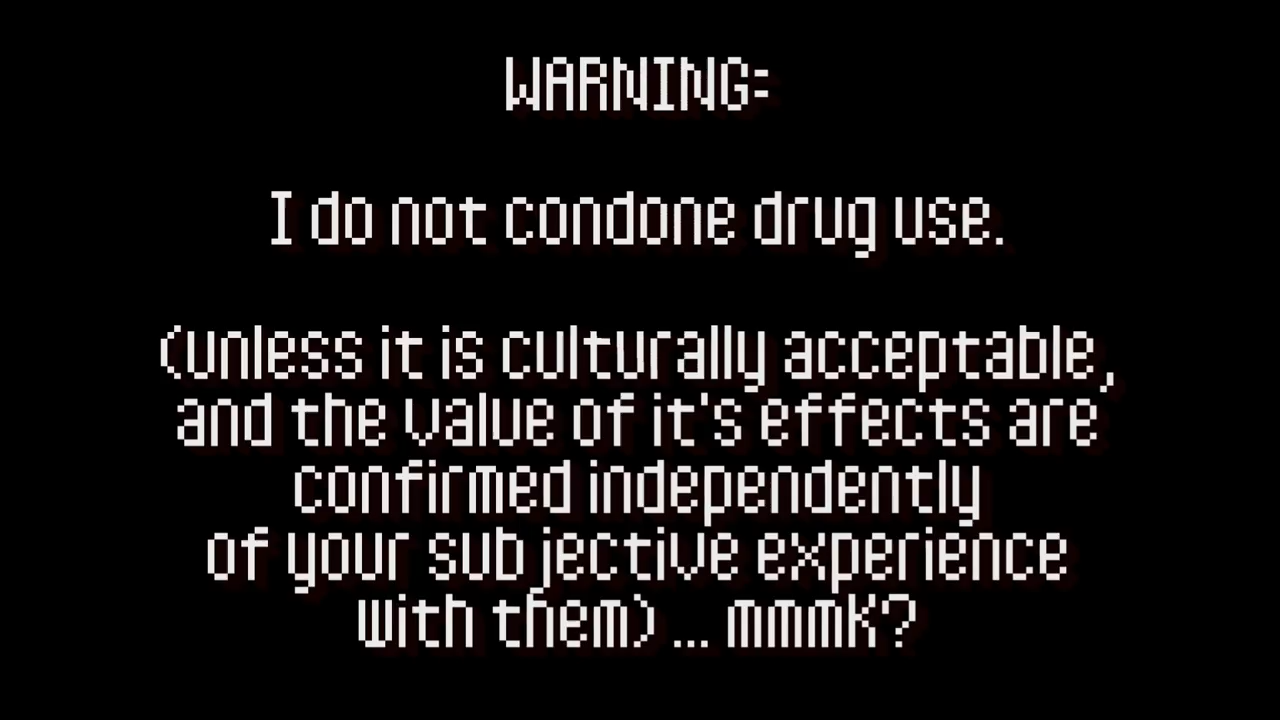 WARNING:
I do not condone drug use.
(unless it is culturally acceptable,
and the value of it's effects are
confirmed independently
of your subjective experience
with them) ... mmmk?